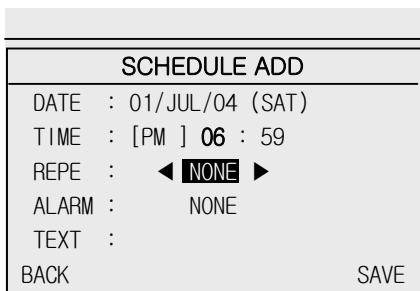 SCHEDULE ADD
DATE : 01/JUL/04 (SAT)
TIME : [PM ] 06 : 59
REPE : ◀ NONE ▶
ALARM : NONE
TEXT :
BACK SAVE